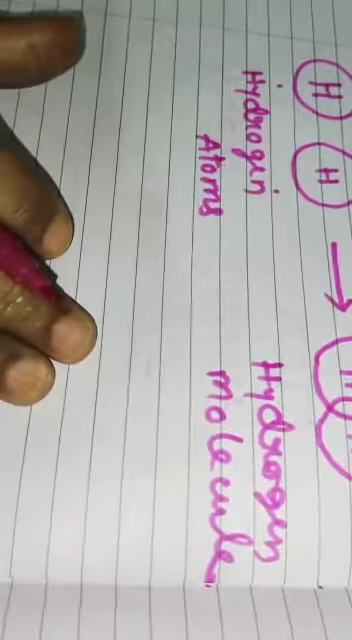 H H → H
Hydrogen Hydrogen
Atoms Molecule